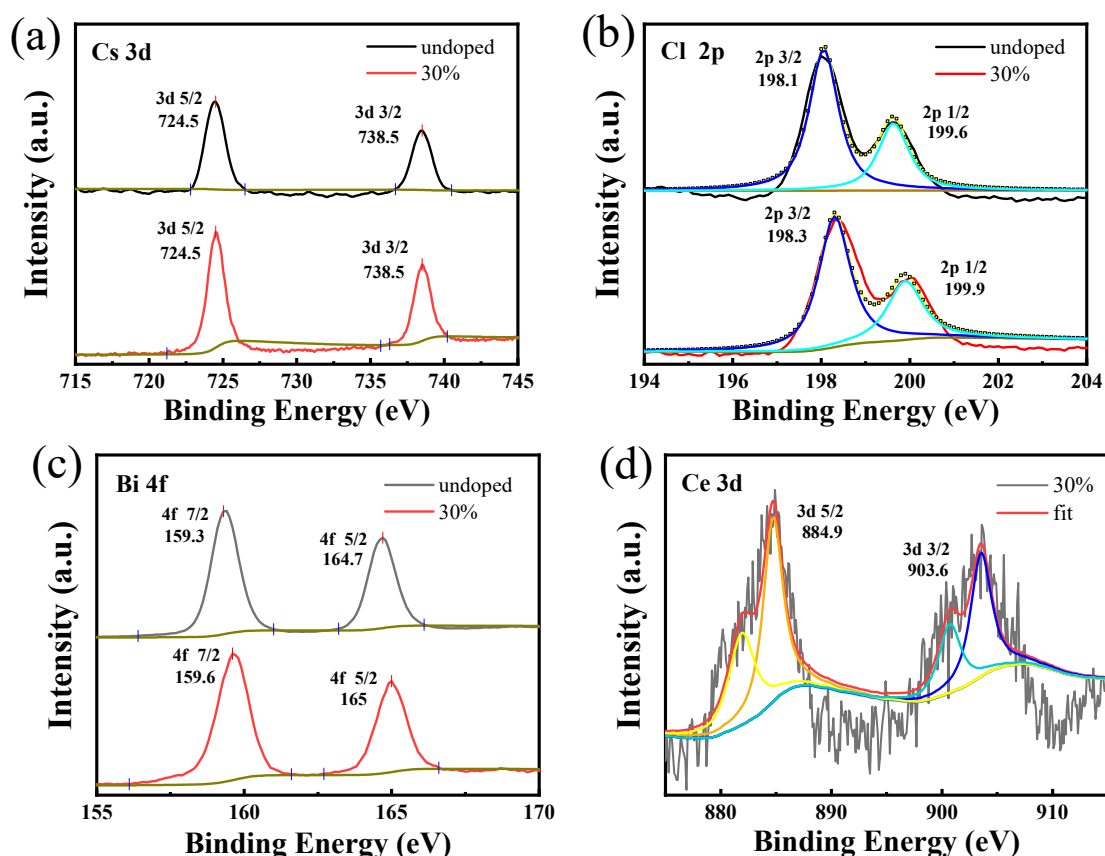 (a)
Cs 3d
undoped
30%
3d 5/2
724.5
3d 3/2
738.5
3d 5/2
724.5
3d 3/2
738.5
Intensity (a.u.)
715 720 725 730 735 740 745
Binding Energy (eV)
(b)
Cl 2p
undoped
30%
2p 3/2
198.1
2p 1/2
199.6
2p 3/2
198.3
2p 1/2
199.9
Intensity (a.u.)
194 196 198 200 202 204
Binding Energy (eV)
(c)
Bi 4f
undoped
30%
4f 7/2
159.3
4f 5/2
164.7
4f 7/2
159.6
4f 5/2
165
Intensity (a.u.)
155 160 165 170
Binding Energy (eV)
(d)
Ce 3d
30%
fit
3d 5/2
884.9
3d 3/2
903.6
Intensity (a.u.)
880 890 900 910
Binding Energy (eV)